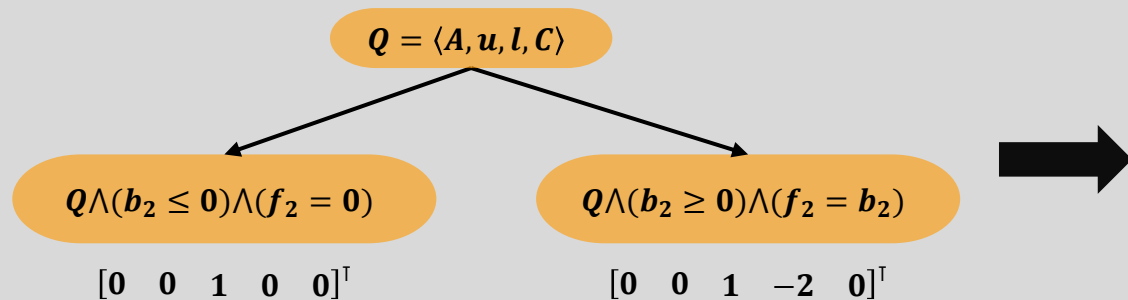 Q = ⟨A, u, l, C⟩
Q∧(b₂ ≤ 0)∧(f₂ = 0)
Q∧(b₂ ≥ 0)∧(f₂ = b₂)
[0 0 1 0 0]ᵀ
[0 0 1 −2 0]ᵀ